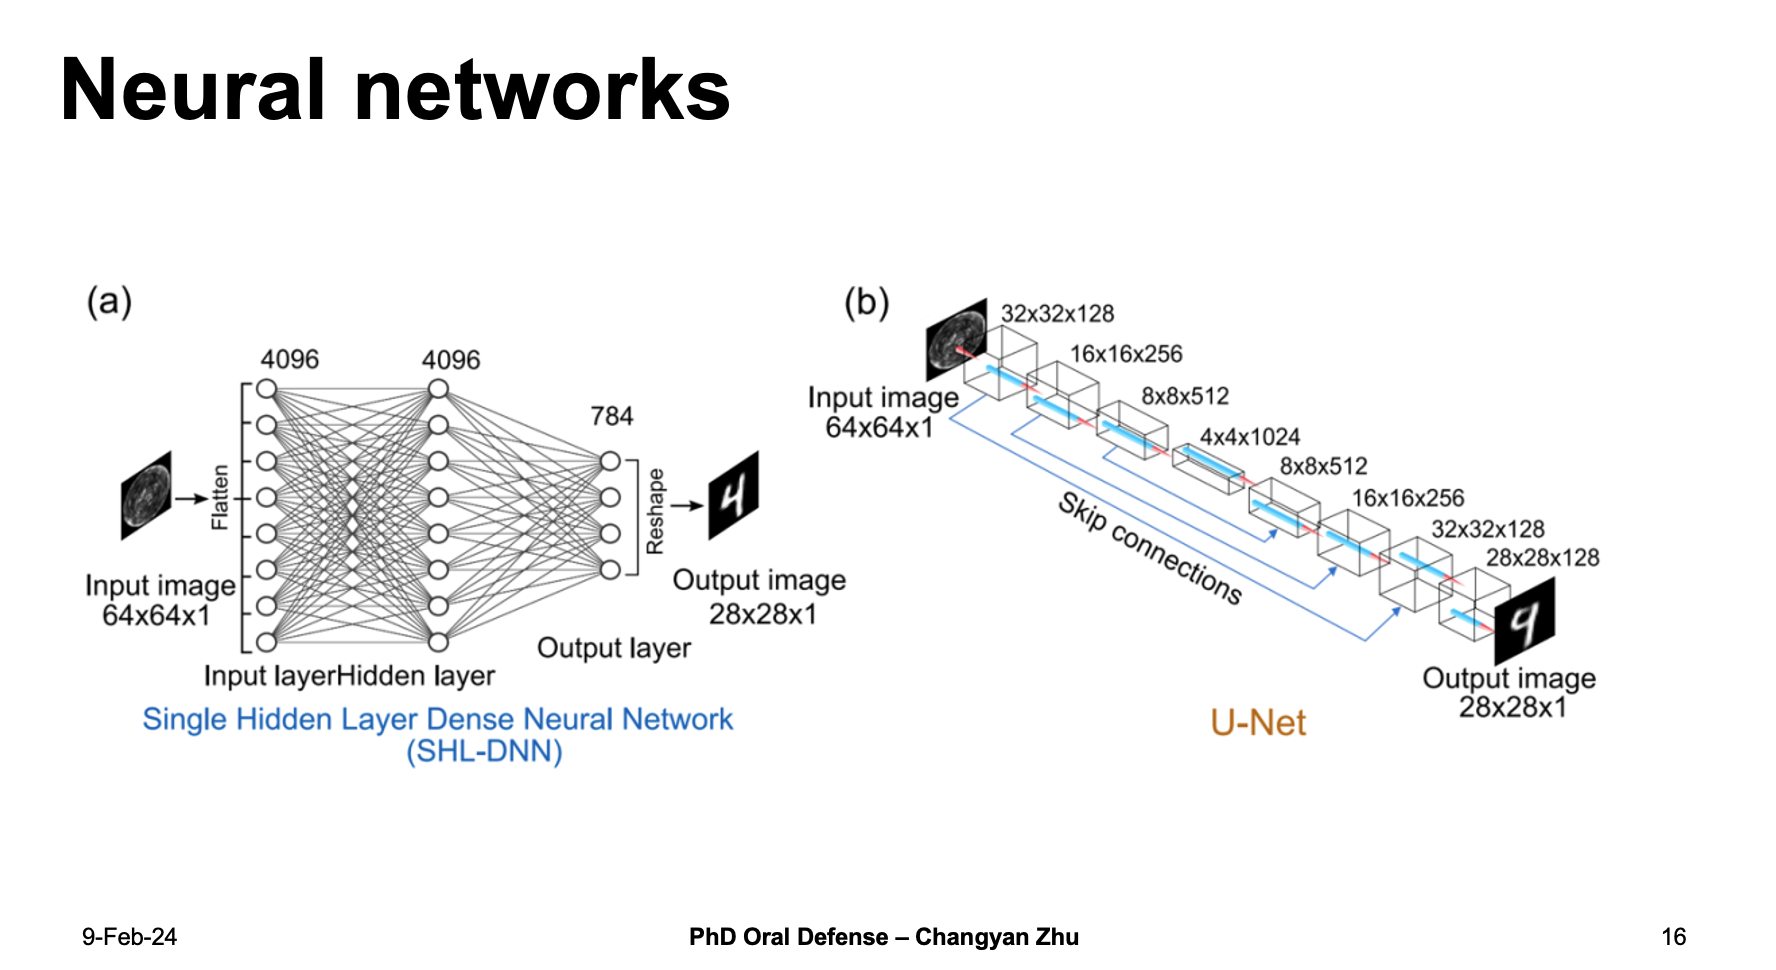 Neural networks
(a)
4096
4096
784
Flatten
Reshape
4
Input image
64x64x1
Output image
28x28x1
Output layer
Input layerHidden layer
Single Hidden Layer Dense Neural Network
(SHL-DNN)
(b)
32x32x128
16x16x256
8x8x512
4x4x1024
8x8x512
16x16x256
32x32x128
28x28x128
Input image
64x64x1
Skip connections
9
Output image
28x28x1
U-Net
9-Feb-24
PhD Oral Defense – Changyan Zhu
16